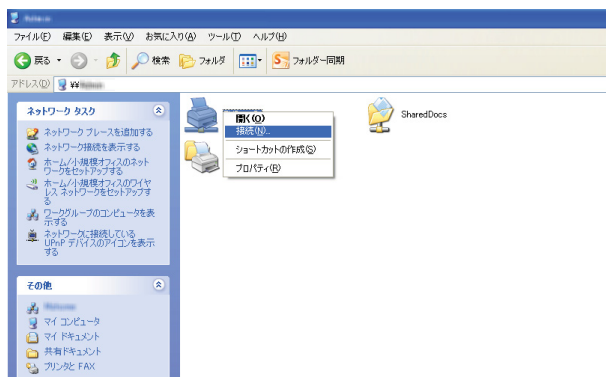 ファイル(F) 編集(E) 表示(V) お気に入り(A) ツール(T) ヘルプ(H)
戻る 検索 フォルダ フォルダー同期
アドレス(D) ¥¥
ネットワーク タスク
ネットワーク プレースを追加する
ネットワーク接続を表示する
ホーム/小規模オフィスのネット
ワークをセットアップする
ホーム/小規模オフィスのワイヤ
レス ネットワークをセットアップす
る
ワークグループのコンピュータを表
示する
ネットワークに接続している
UPnP デバイスのアイコンを表示
する
その他
マイ コンピュータ
マイ ドキュメント
共有ドキュメント
プリンタと FAX
開く(O)
接続(N)...
ショートカットの作成(S)
プロパティ(R)
SharedDocs